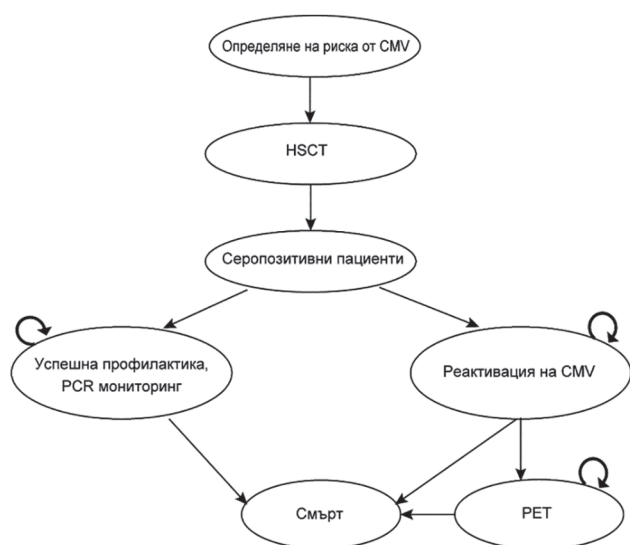 Определяне на риска от CMV
HSCT
Серопозитивни пациенти
Успешна профилактика,
PCR мониторинг
Реактивация на CMV
Смърт
PET